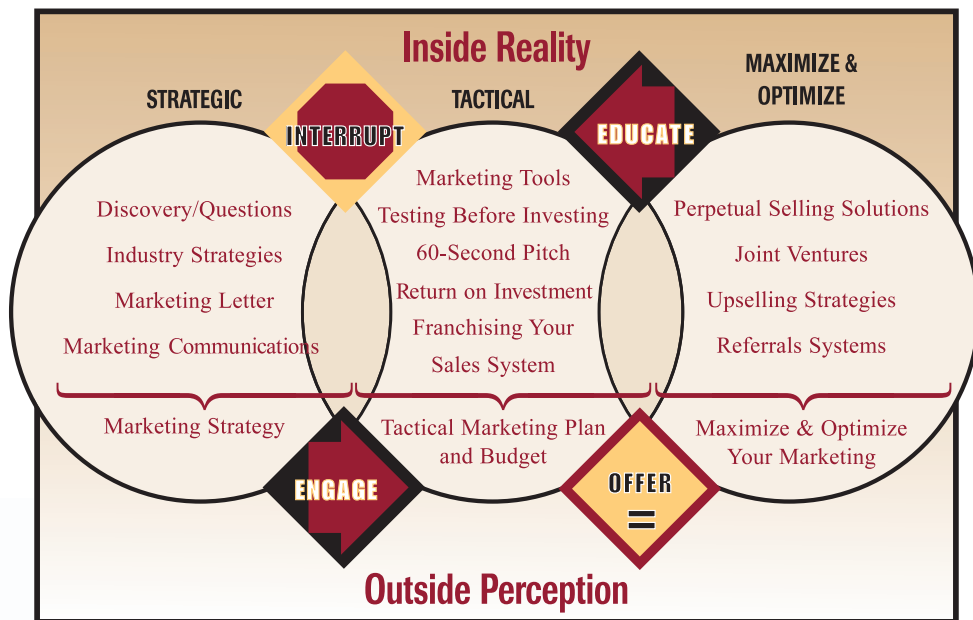 Inside Reality
STRATEGIC
INTERRUPT
TACTICAL
EDUCATE
MAXIMIZE &
OPTIMIZE
Discovery/Questions
Industry Strategies
Marketing Letter
Marketing Communications
Marketing Strategy
Marketing Tools
Testing Before Investing
60-Second Pitch
Return on Investment
Franchising Your
Sales System
Tactical Marketing Plan
and Budget
Perpetual Selling Solutions
Joint Ventures
Upselling Strategies
Referrals Systems
Maximize & Optimize
Your Marketing
ENGAGE
OFFER
=
Outside Perception